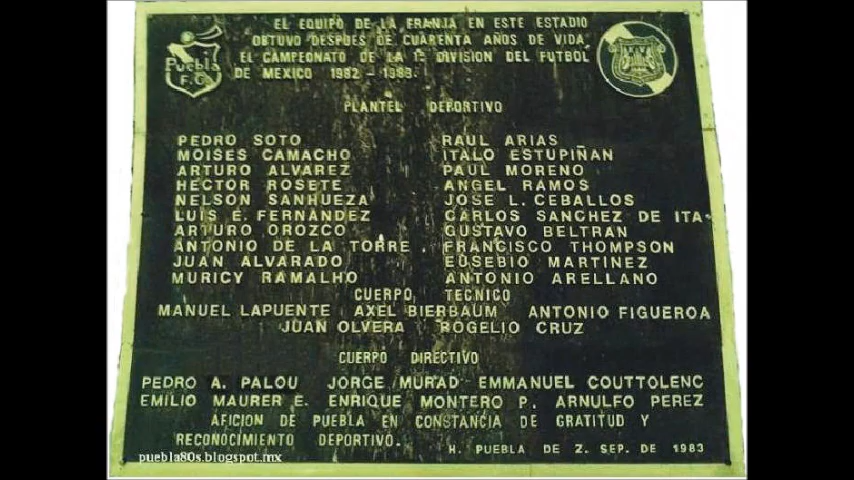 EL EQUIPO DE LA FRANJA EN ESTE ESTADIO
OBTUVO DESPUES DE CUARENTA AÑOS DE VIDA,
EL CAMPEONATO DE LA 1ª DIVISION DEL FUTBOL
DE MEXICO 1982 - 1983.
Puebla
F.C
PLANTEL DEPORTIVO
PEDRO SOTO RAUL ARIAS
MOISES CAMACHO ITALO ESTUPIÑAN
ARTURO ALVAREZ PAUL MORENO
HECTOR ROSETE ANGEL RAMOS
NELSON SANHUEZA JOSE L. CEBALLOS
LUIS E. FERNANDEZ CARLOS SANCHEZ DE ITA
ARTURO OROZCO GUSTAVO BELTRAN
ANTONIO DE LA TORRE. FRANCISCO THOMPSON
JUAN ALVARADO EUSEBIO MARTINEZ
MURICY RAMALHO ANTONIO ARELLANO
CUERPO TECNICO
MANUEL LAPUENTE AXEL BIERBAUM ANTONIO FIGUEROA
JUAN OLVERA ROGELIO CRUZ
CUERPO DIRECTIVO
PEDRO A. PALOU JORGE MURAD EMMANUEL COUTTOLENC
EMILIO MAURER E. ENRIQUE MONTERO P. ARNULFO PEREZ
AFICION DE PUEBLA EN CONSTANCIA DE GRATITUD Y
RECONOCIMIENTO DEPORTIVO.
H. PUEBLA DE Z. SEP. DE 1983
puebla80s.blogspot.mx